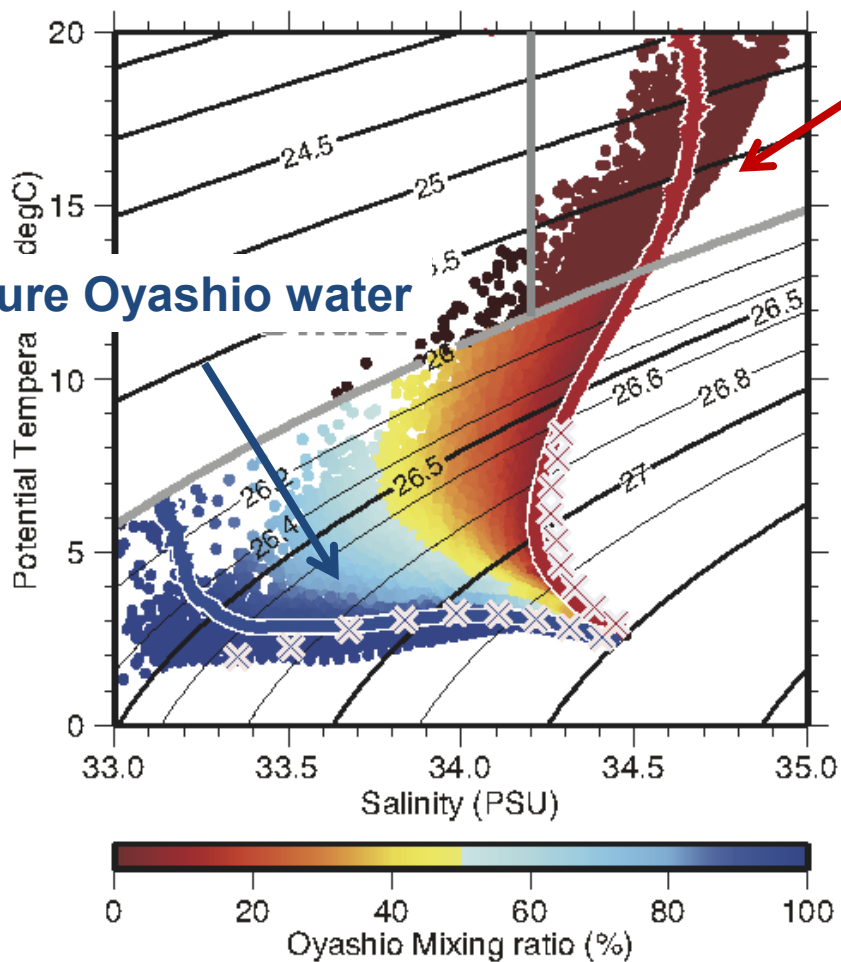 20
24.5
25
15
degC)
ure Oyashio water
26
10
26.5
26.6
26.8
26.2
26.5
27
26.4
5
Potential Tempera
0
33.0 33.5 34.0 34.5 35.0
Salinity (PSU)
0 20 40 60 80 100
Oyashio Mixing ratio (%)